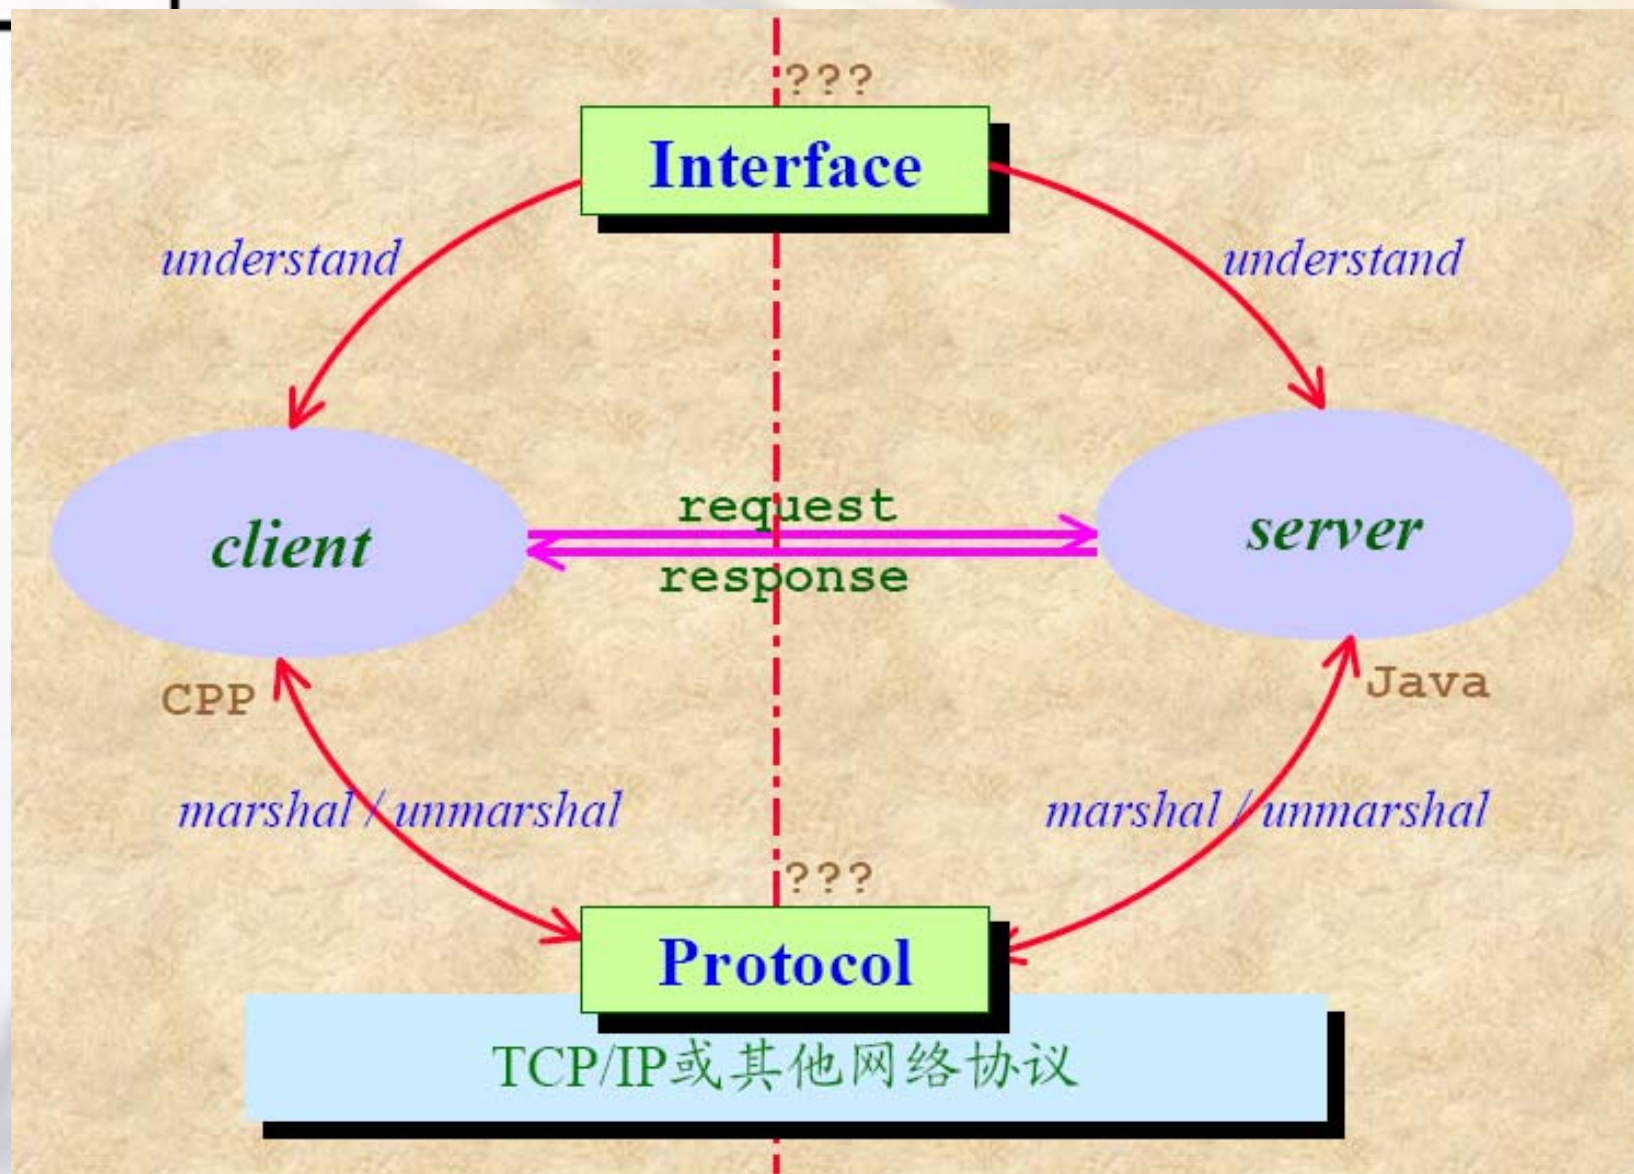 ???
Interface
understand
understand
request
client
server
response
CPP
Java
marshal / unmarshal
marshal / unmarshal
???
Protocol
TCP/IP或其他网络协议